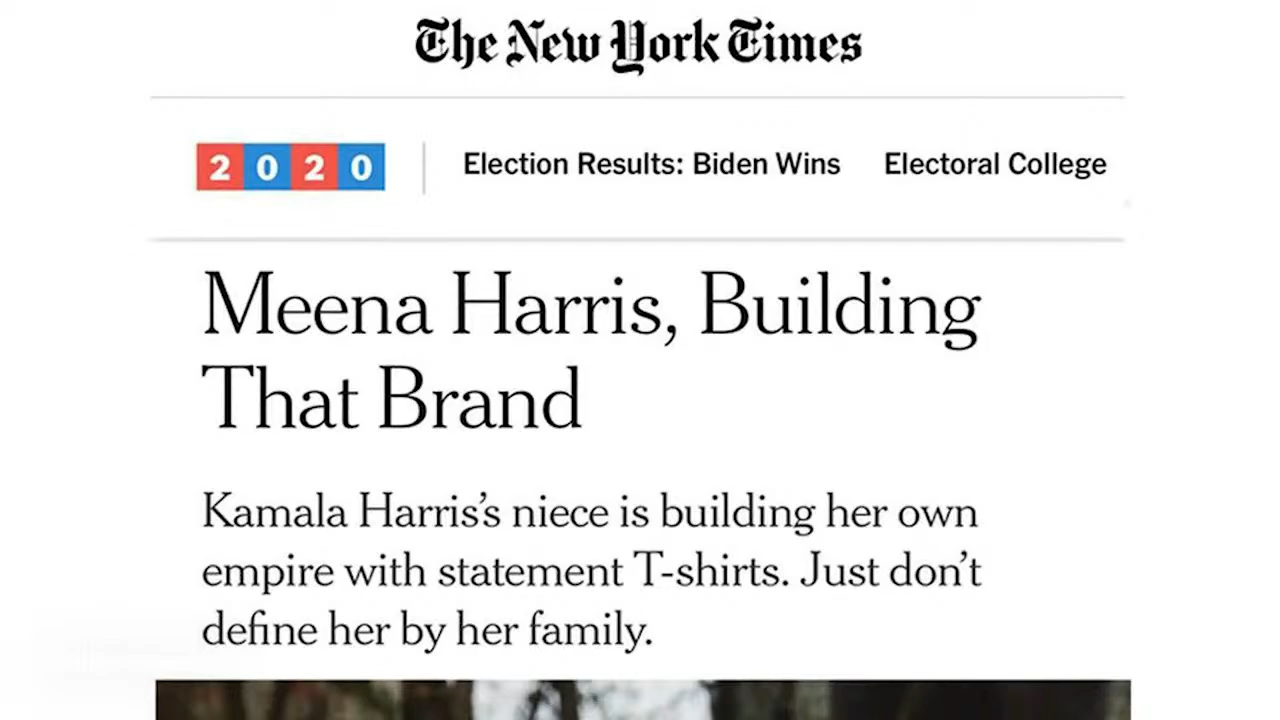 The New York Times
2020
Election Results: Biden Wins
Electoral College
Meena Harris, Building
That Brand
Kamala Harris's niece is building her own
empire with statement T-shirts. Just don't
define her by her family.